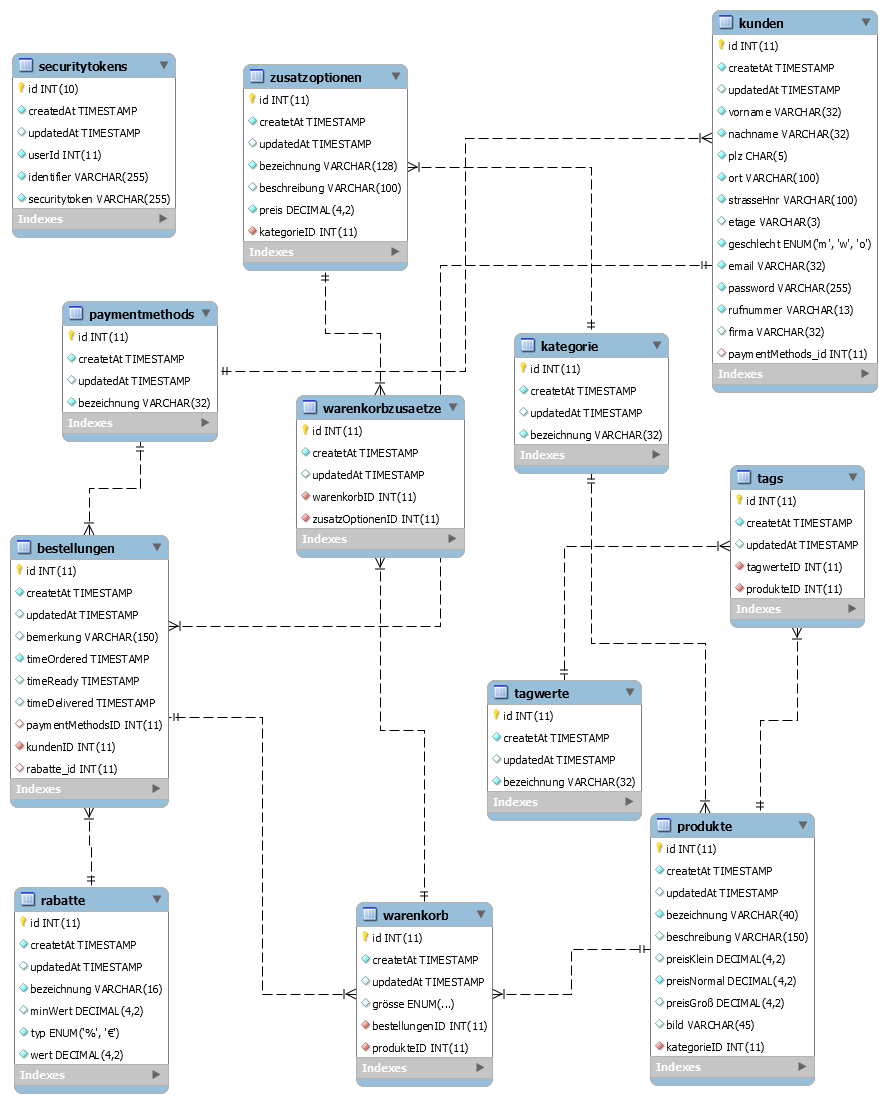 securitytokens
id INT(10)
createdAt TIMESTAMP
updatedAt TIMESTAMP
userId INT(11)
identifier VARCHAR(255)
securitytoken VARCHAR(255)
Indexes
zusatzoptionen
id INT(11)
createtAt TIMESTAMP
updatedAt TIMESTAMP
bezeichnung VARCHAR(128)
beschreibung VARCHAR(100)
preis DECIMAL(4,2)
kategorieID INT(11)
Indexes
kunden
id INT(11)
createtAt TIMESTAMP
updatedAt TIMESTAMP
vorname VARCHAR(32)
nachname VARCHAR(32)
plz CHAR(5)
ort VARCHAR(100)
strasseHnr VARCHAR(100)
etage VARCHAR(3)
geschlecht ENUM('m', 'w', 'o')
email VARCHAR(32)
password VARCHAR(255)
rufnummer VARCHAR(13)
firma VARCHAR(32)
paymentMethods_id INT(11)
Indexes
paymentmethods
id INT(11)
createtAt TIMESTAMP
updatedAt TIMESTAMP
bezeichnung VARCHAR(32)
Indexes
warenkorbzusaetze
id INT(11)
createtAt TIMESTAMP
updatedAt TIMESTAMP
warenkorbID INT(11)
zusatzOptionenID INT(11)
Indexes
kategorie
id INT(11)
createtAt TIMESTAMP
updatedAt TIMESTAMP
bezeichnung VARCHAR(32)
Indexes
tags
id INT(11)
createtAt TIMESTAMP
updatedAt TIMESTAMP
tagwerteID INT(11)
produkteID INT(11)
Indexes
bestellungen
id INT(11)
createtAt TIMESTAMP
updatedAt TIMESTAMP
bemerkung VARCHAR(150)
timeOrdered TIMESTAMP
timeReady TIMESTAMP
timeDelivered TIMESTAMP
paymentMethodsID INT(11)
kundenID INT(11)
rabatte_id INT(11)
Indexes
tagwerte
id INT(11)
createtAt TIMESTAMP
updatedAt TIMESTAMP
bezeichnung VARCHAR(32)
Indexes
produkte
id INT(11)
createtAt TIMESTAMP
updatedAt TIMESTAMP
bezeichnung VARCHAR(40)
beschreibung VARCHAR(150)
preisKlein DECIMAL(4,2)
preisNormal DECIMAL(4,2)
preisGroß DECIMAL(4,2)
bild VARCHAR(45)
kategorieID INT(11)
Indexes
rabatte
id INT(11)
createtAt TIMESTAMP
updatedAt TIMESTAMP
bezeichnung VARCHAR(16)
minWert DECIMAL(4,2)
typ ENUM('%', '€')
wert DECIMAL(4,2)
Indexes
warenkorb
id INT(11)
createtAt TIMESTAMP
updatedAt TIMESTAMP
grösse ENUM(...)
bestellungenID INT(11)
produkteID INT(11)
Indexes